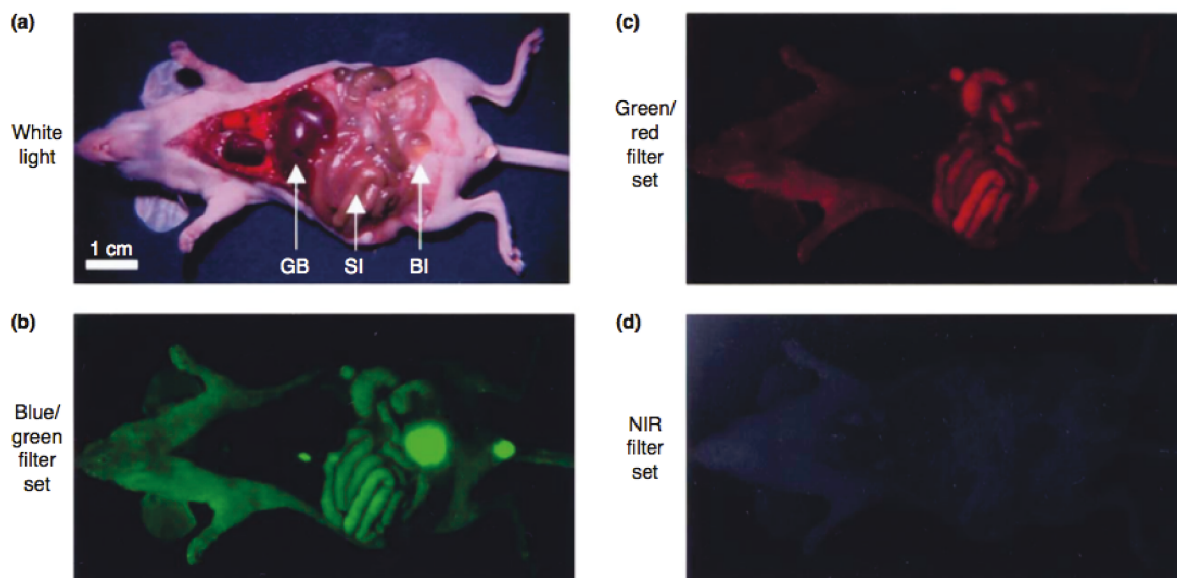 (a)
White
light
1 cm
GB
SI
BI
(b)
Blue/
green
filter
set
(c)
Green/
red
filter
set
(d)
NIR
filter
set